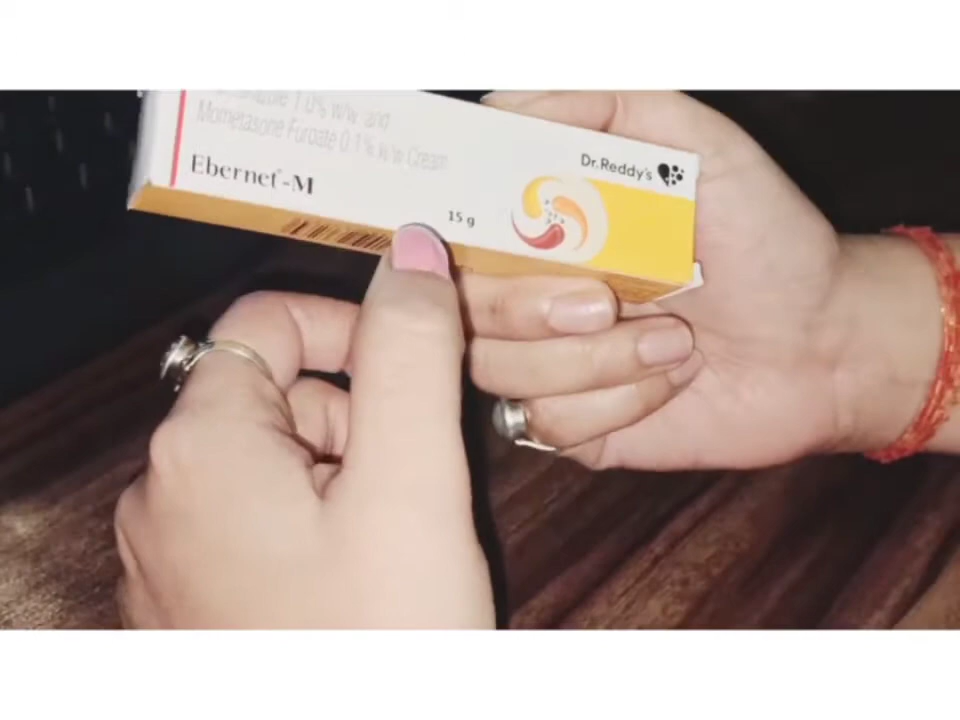 1.0% w/w and
Mometasone Furoate 0.1% w/w Cream
Ebernet®-M
15 g
Dr.Reddy's